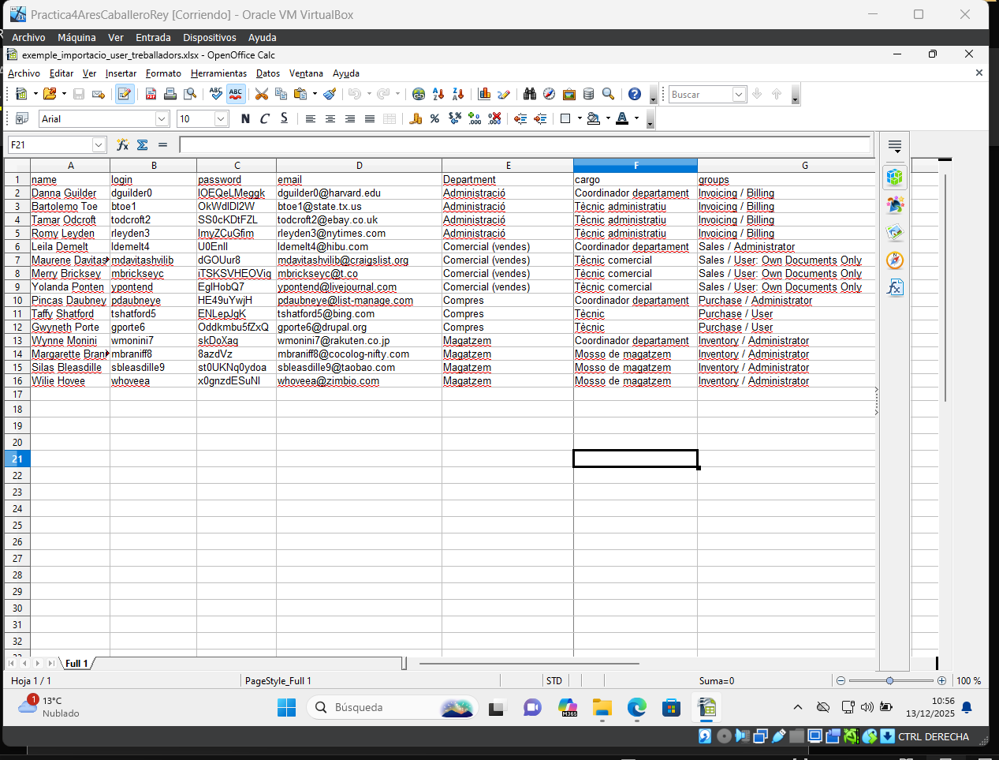 Practica4AresCaballeroRey [Corriendo] - Oracle VM VirtualBox
Archivo Máquina Ver Entrada Dispositivos Ayuda
exemple_importacio_user_treballadors.xlsx - OpenOffice Calc
Archivo Editar Ver Insertar Formato Herramientas Datos Ventana Ayuda
Buscar
Arial 10 N C S
F21
A B C D E F G
1 name login password email Department cargo groups
2 Danna Guilder dguilder0 lOEQeLMeggk dguilder0@harvard.edu Administració Coordinador departament Invoicing / Billing
3 Bartolemo Toe btoe1 OkWdlDl2W btoe1@state.tx.us Administració Tècnic administratiu Invoicing / Billing
4 Tamar Odcroft todcroft2 SS0cKDtFZL todcroft2@ebay.co.uk Administració Tècnic administratiu Invoicing / Billing
5 Romy Leyden rleyden3 lmyZCuGfim rleyden3@nytimes.com Administració Tècnic administratiu Invoicing / Billing
6 Leila Demelt ldemelt4 U0Enll ldemelt4@hibu.com Comercial (vendes) Coordinador departament Sales / Administrator
7 Maurene Davitas mdavitashvilib dGOUur8 mdavitashvilib@craigslist.org Comercial (vendes) Tècnic comercial Sales / User: Own Documents Only
8 Merry Bricksey mbrickseyc iTSKSVHEOViq mbrickseyc@t.co Comercial (vendes) Tècnic comercial Sales / User: Own Documents Only
9 Yolanda Ponten ypontend EglHobQ7 ypontend@livejournal.com Comercial (vendes) Tècnic comercial Sales / User: Own Documents Only
10 Pincas Daubney pdaubneye HE49uYwjH pdaubneye@list-manage.com Compres Coordinador departament Purchase / Administrator
11 Taffy Shatford tshatford5 ENLepJgK tshatford5@bing.com Compres Tècnic Purchase / User
12 Gwyneth Porte gporte6 Oddkmbu5fZxQ gporte6@drupal.org Compres Tècnic Purchase / User
13 Wynne Monini wmonini7 skDoXaq wmonini7@rakuten.co.jp Magatzem Coordinador departament Inventory / Administrator
14 Margarette Bran mbraniff8 8azdVz mbraniff8@cocolog-nifty.com Magatzem Mosso de magatzem Inventory / Administrator
15 Silas Bleasdille sbleasdille9 st0UKNq0ydoa sbleasdille9@taobao.com Magatzem Mosso de magatzem Inventory / Administrator
16 Wilie Hovee whoveea x0gnzdESuNl whoveea@zimbio.com Magatzem Mosso de magatzem Inventory / Administrator
17
18
19
20
21
22
23
24
25
26
27
28
29
30
31
32
Full 1
Hoja 1 / 1 PageStyle_Full 1 STD Suma=0 100 %
1 13°C
Nublado
Búsqueda
M365
10:56
13/12/2025
CTRL DERECHA